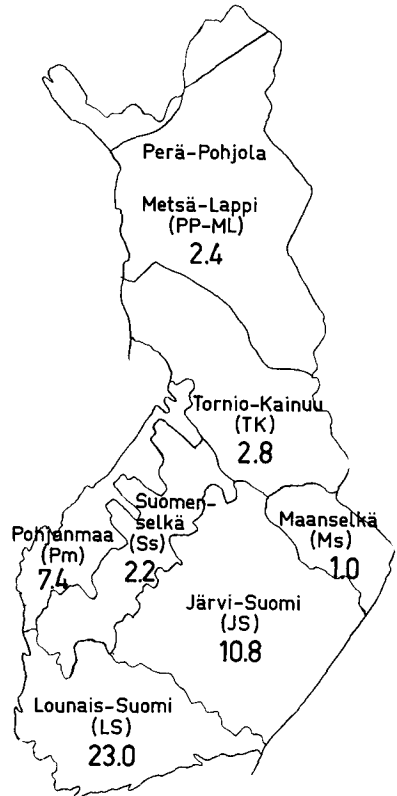 Perä-Pohjola
Metsä-Lappi
(PP-ML)
2.4
Tornio-Kainuu
(TK)
2.8
Suomen-
selkä
(Ss)
2.2
Maanselkä
(Ms)
1.0
Pohjanmaa
(Pm)
7.4
Järvi-Suomi
(JS)
10.8
Lounais-Suomi
(LS)
23.0